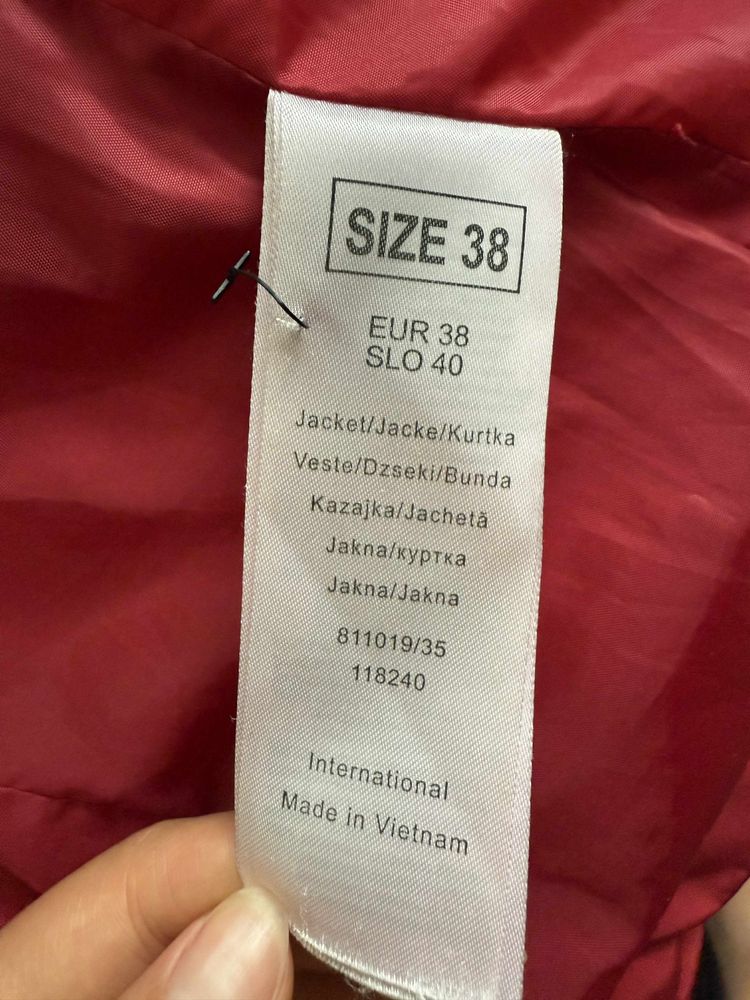 SIZE 38
EUR 38
SLO 40
Jacket/Jacke/Kurtka
Veste/Dzseki/Bunda
Kazajka/Jachetă
Jakna/куртка
Jakna/Jakna
811019/35
118240
International
Made in Vietnam